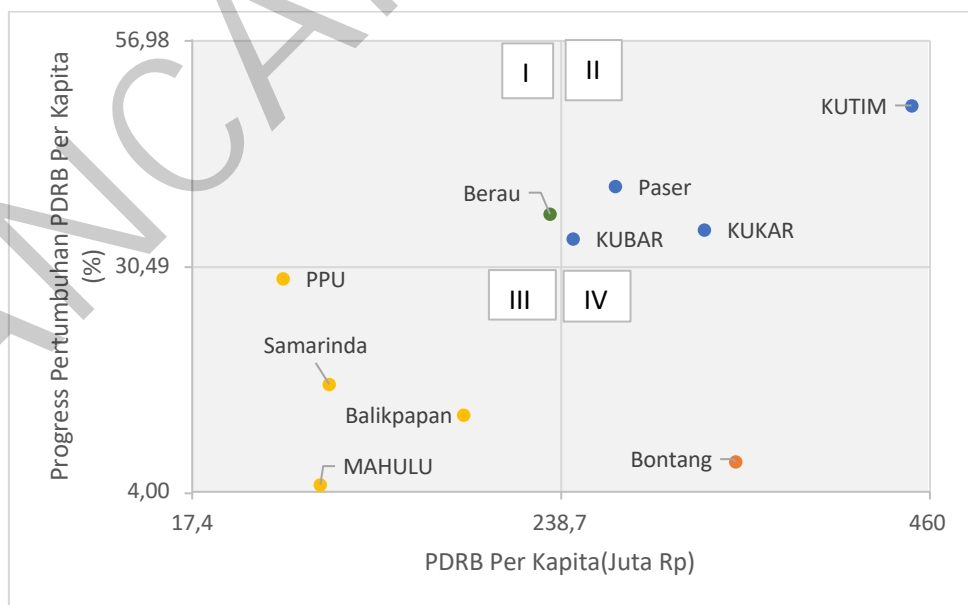 56,98
I
II
KUTIM
Berau
Paser
KUBAR
KUKAR
Progress Pertumbuhan PDRB Per Kapita
(%)
30,49
PPU
III
IV
Samarinda
Balikpapan
MAHULU
Bontang
4,00
17,4
238,7
460
PDRB Per Kapita(Juta Rp)